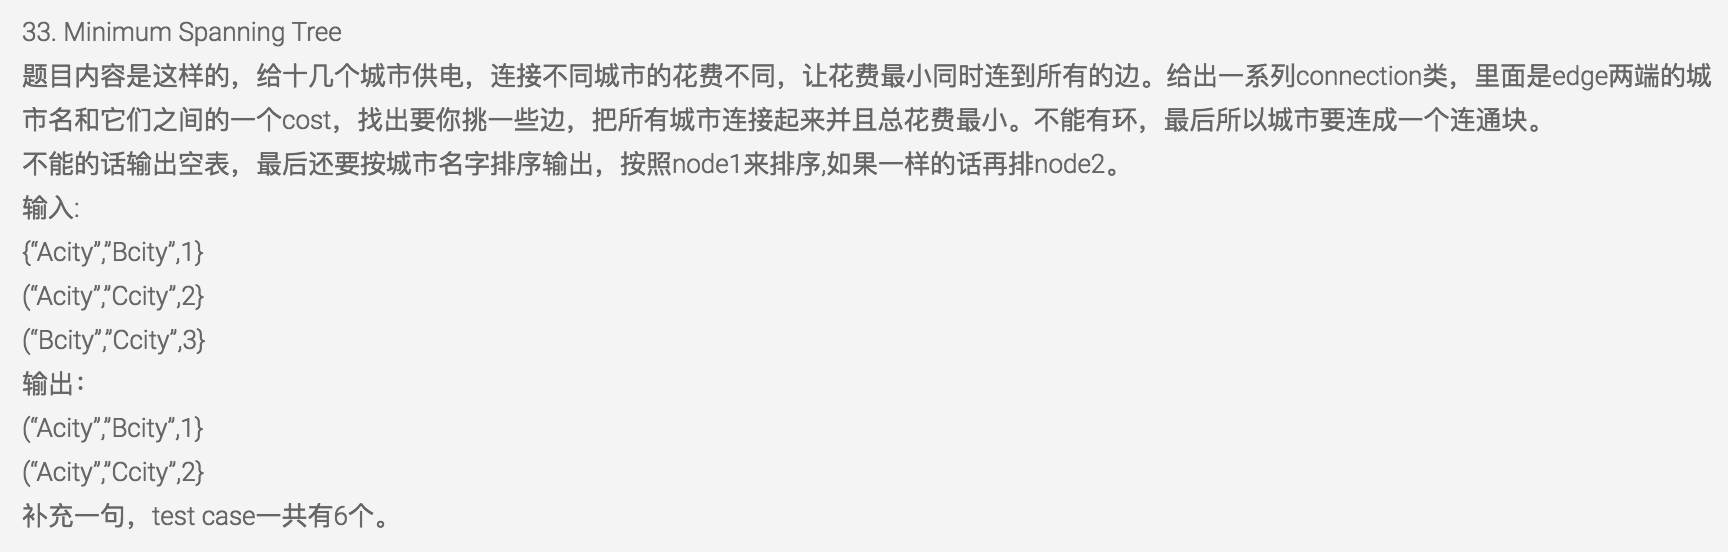 33. Minimum Spanning Tree
题目内容是这样的，给十几个城市供电，连接不同城市的花费不同，让花费最小同时连到所有的边。给出一系列connection类，里面是edge两端的城
市名和它们之间的一个cost，找出要你挑一些边，把所有城市连接起来并且总花费最小。不能有环，最后所以城市要连成一个连通块。
不能的话输出空表，最后还要按城市名字排序输出，按照node1来排序,如果一样的话再排node2。
输入:
{“Acity”,”Bcity”,1}
(“Acity”,”Ccity”,2}
(“Bcity”,”Ccity”,3}
输出：
(“Acity”,”Bcity”,1}
(“Acity”,”Ccity”,2}
补充一句，test case一共有6个。